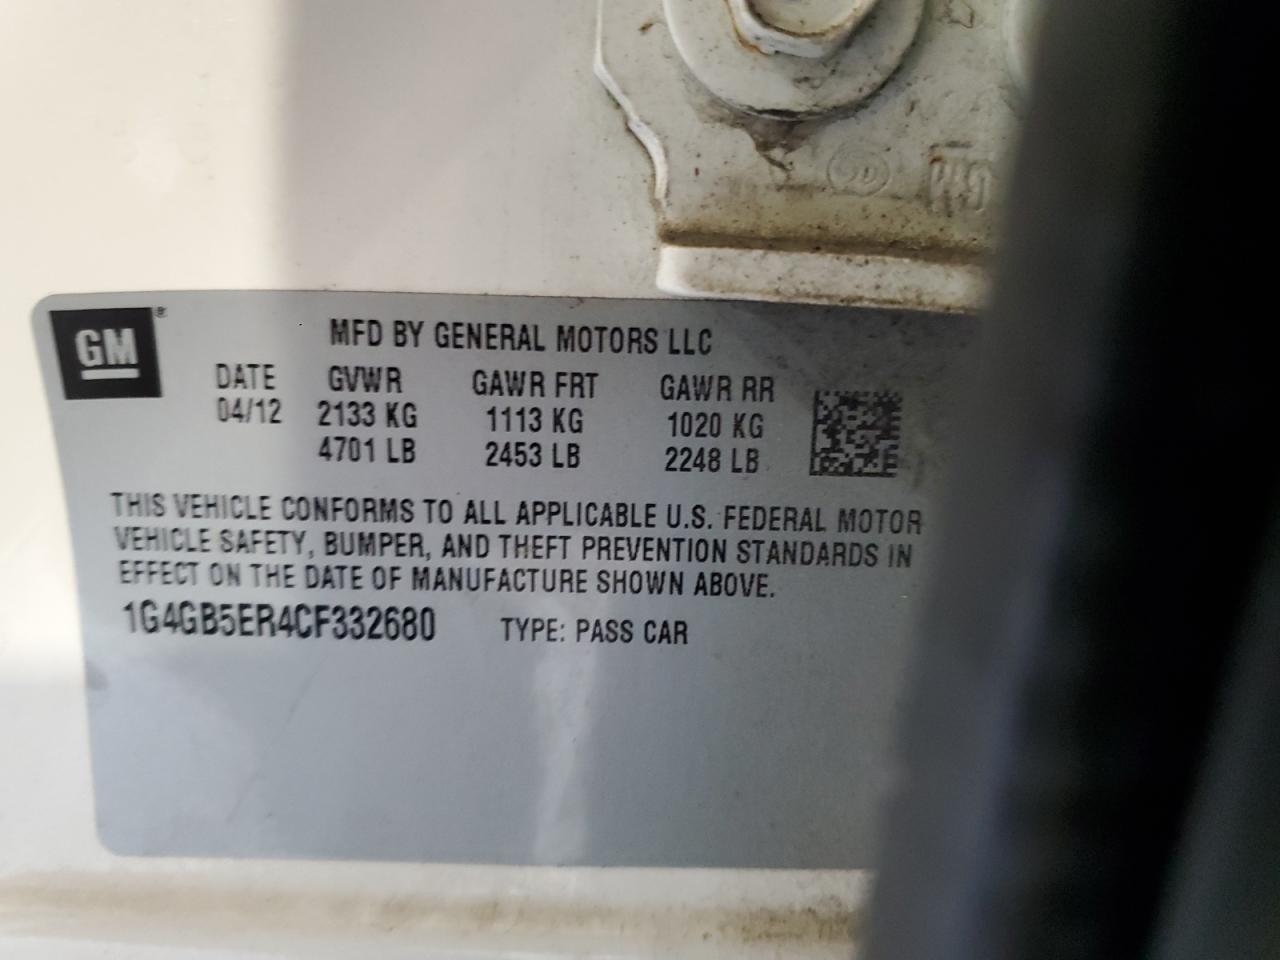 GM
GM ®
MFD BY GENERAL MOTORS LLC
DATE GVWR GAWR FRT GAWR RR
04/12 2133 KG 1113 KG 1020 KG
4701 LB 2453 LB 2248 LB
THIS VEHICLE CONFORMS TO ALL APPLICABLE U.S. FEDERAL MOTOR
VEHICLE SAFETY, BUMPER, AND THEFT PREVENTION STANDARDS IN
EFFECT ON THE DATE OF MANUFACTURE SHOWN ABOVE.
1G4GB5ER4CF332680 TYPE: PASS CAR